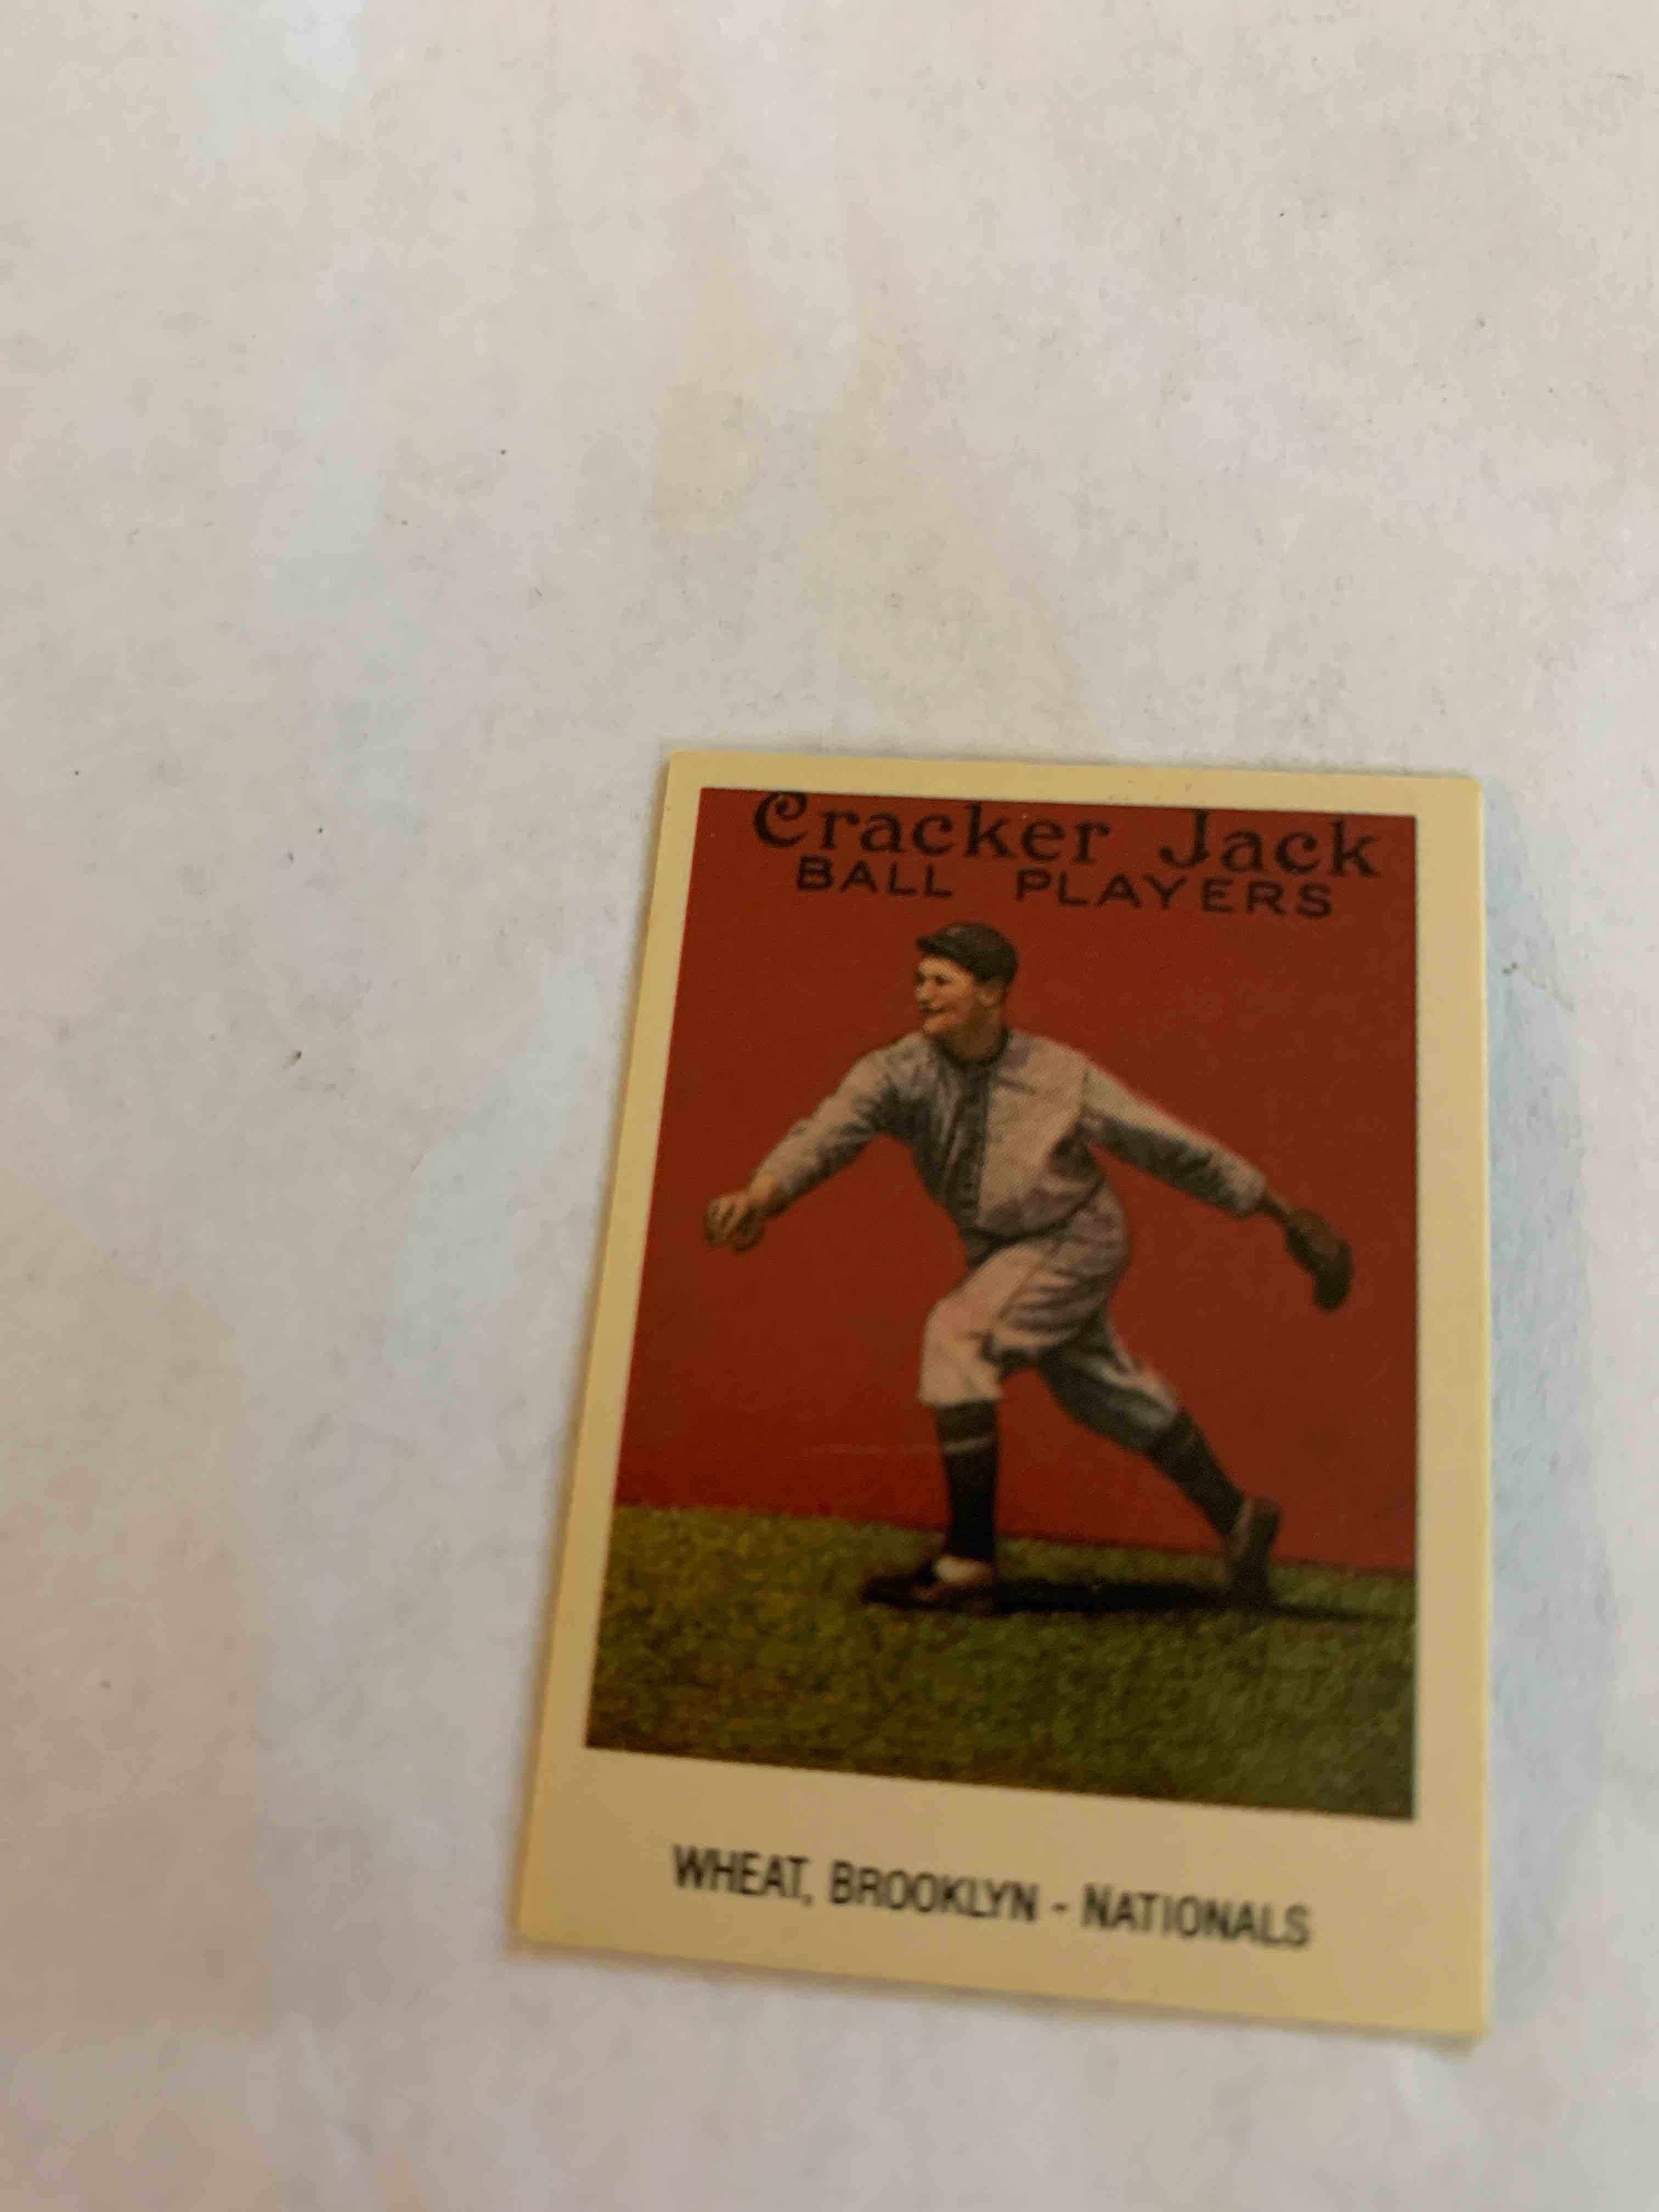 Cracker Jack
BALL PLAYERS
WHEAT, BROOKLYN - NATIONALS